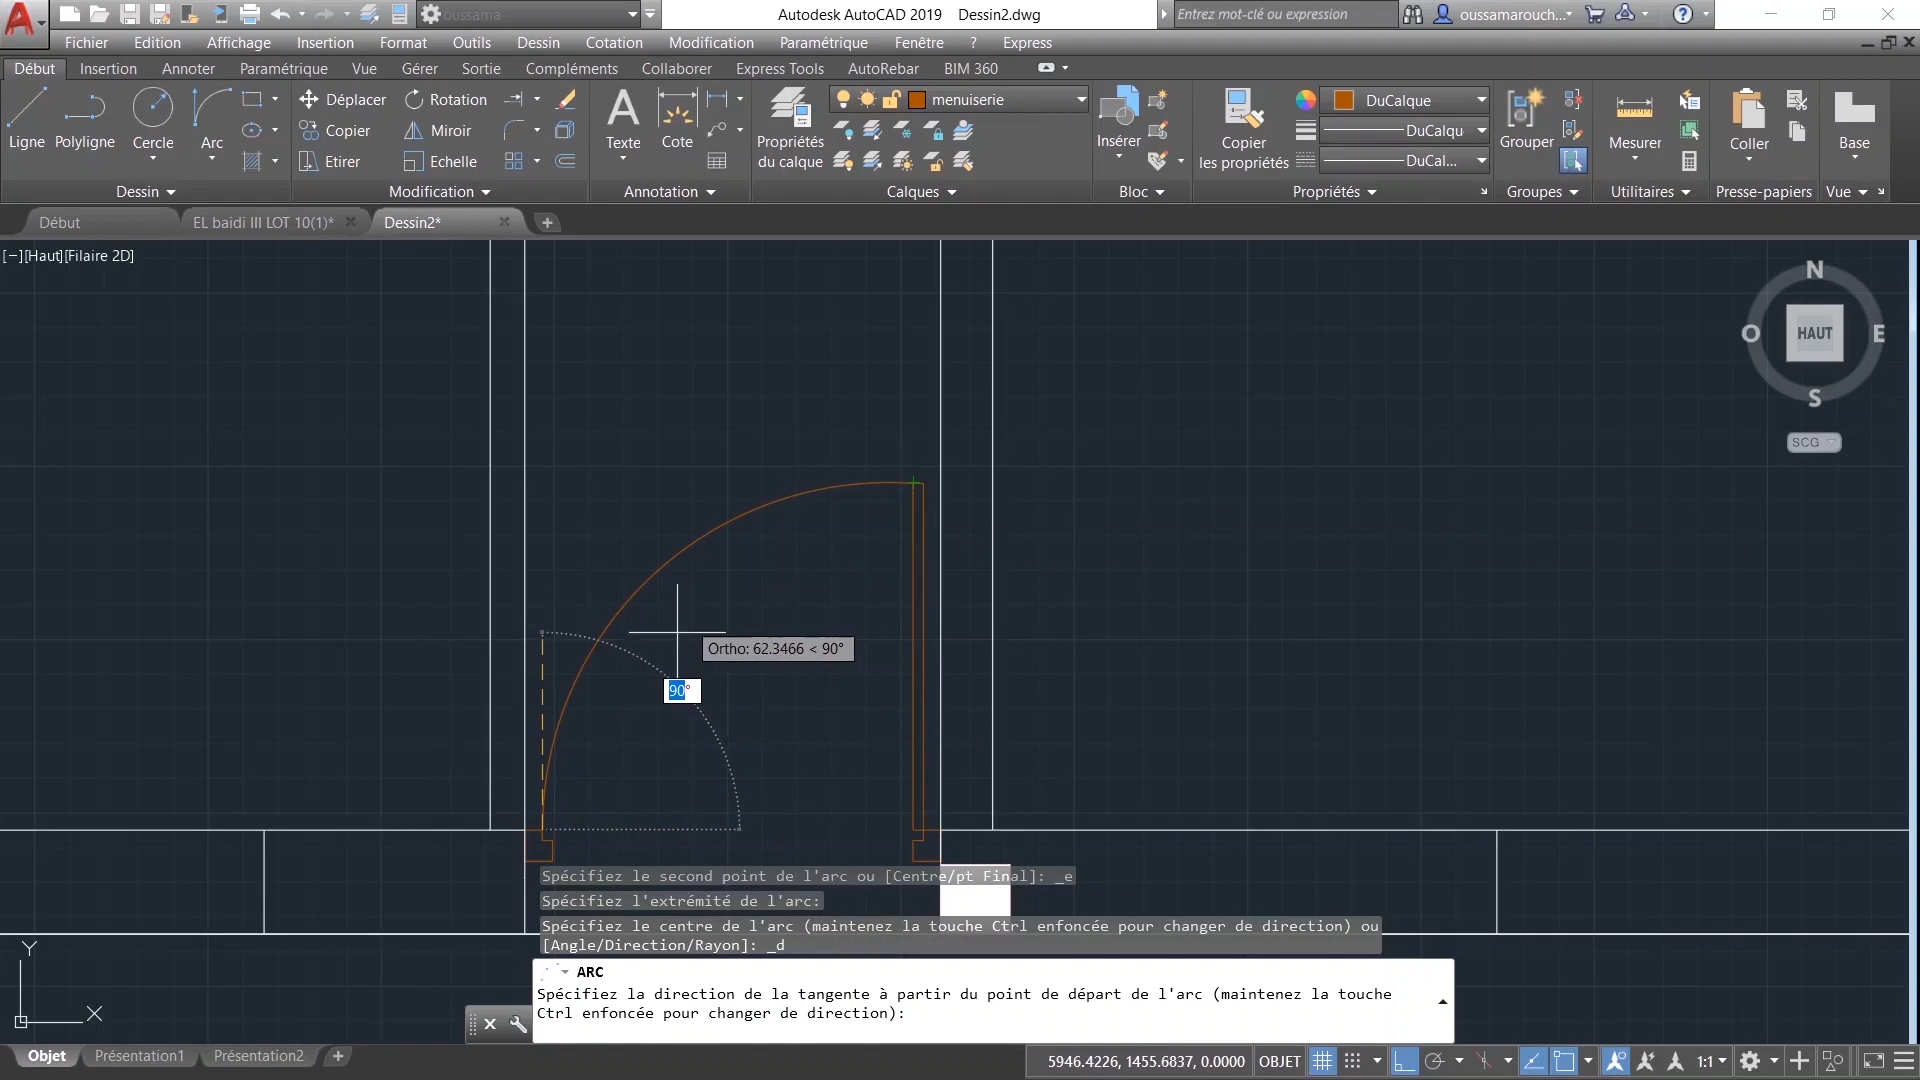 oussama
Autodesk AutoCAD 2019 Dessin2.dwg
Entrez mot-clé ou expression
oussamarouch...
Fichier Edition Affichage Insertion Format Outils Dessin Cotation Modification Paramétrique Fenêtre ? Express
Début Insertion Annoter Paramétrique Vue Gérer Sortie Compléments Collaborer Express Tools AutoRebar BIM 360
Ligne
Polyligne
Cercle
Arc
Dessin
Déplacer
Rotation
Copier
Miroir
Etirer
Echelle
Modification
Texte
Cote
Annotation
Propriétés
du calque
menuiserie
Calques
Insérer
Bloc
Copier
les propriétés
DuCalque
DuCalqu
DuCal...
Propriétés
Grouper
Groupes
Mesurer
Utilitaires
Coller
Presse-papiers
Base
Vue
Début
EL baidi III LOT 10(1)*
Dessin2*
[−][Haut][Filaire 2D]
N
O
HAUT
E
S
SCG
Ortho: 62.3466 < 90°
90°
Spécifiez le second point de l'arc ou [Centre/pt Final]: _e
Spécifiez l'extrémité de l'arc:
Spécifiez le centre de l'arc (maintenez la touche Ctrl enfoncée pour changer de direction) ou
[Angle/Direction/Rayon]: _d
ARC
Spécifiez la direction de la tangente à partir du point de départ de l'arc (maintenez la touche
Ctrl enfoncée pour changer de direction):
Y
X
Objet Présentation1 Présentation2 +
5946.4226, 1455.6837, 0.0000 OBJET
1:1